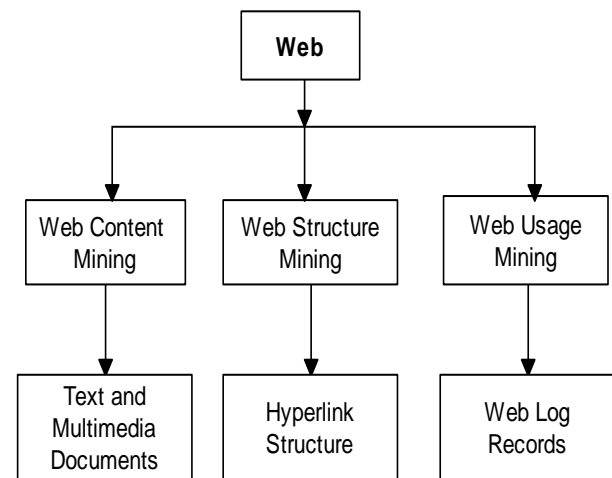 Web
Web Content
Mining
Web Structure
Mining
Web Usage
Mining
Text and
Multimedia
Documents
Hyperlink
Structure
Web Log
Records